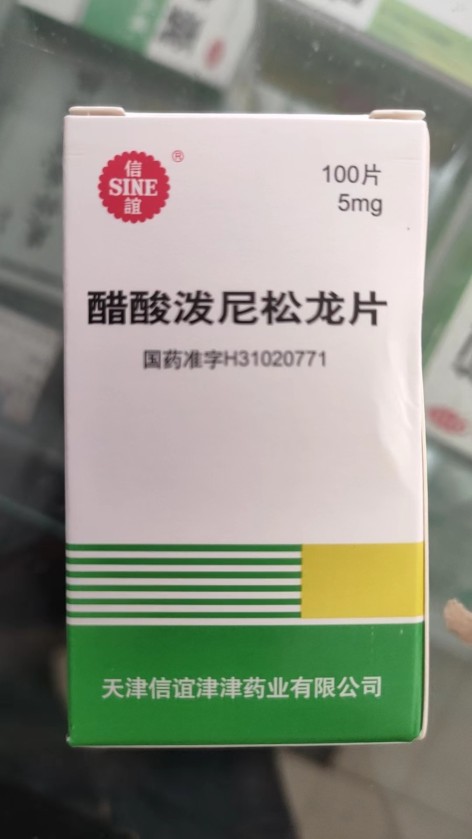 信
SINE
誼
®
100片
5mg
醋酸泼尼松龙片
国药准字H31020771
天津信谊津津药业有限公司